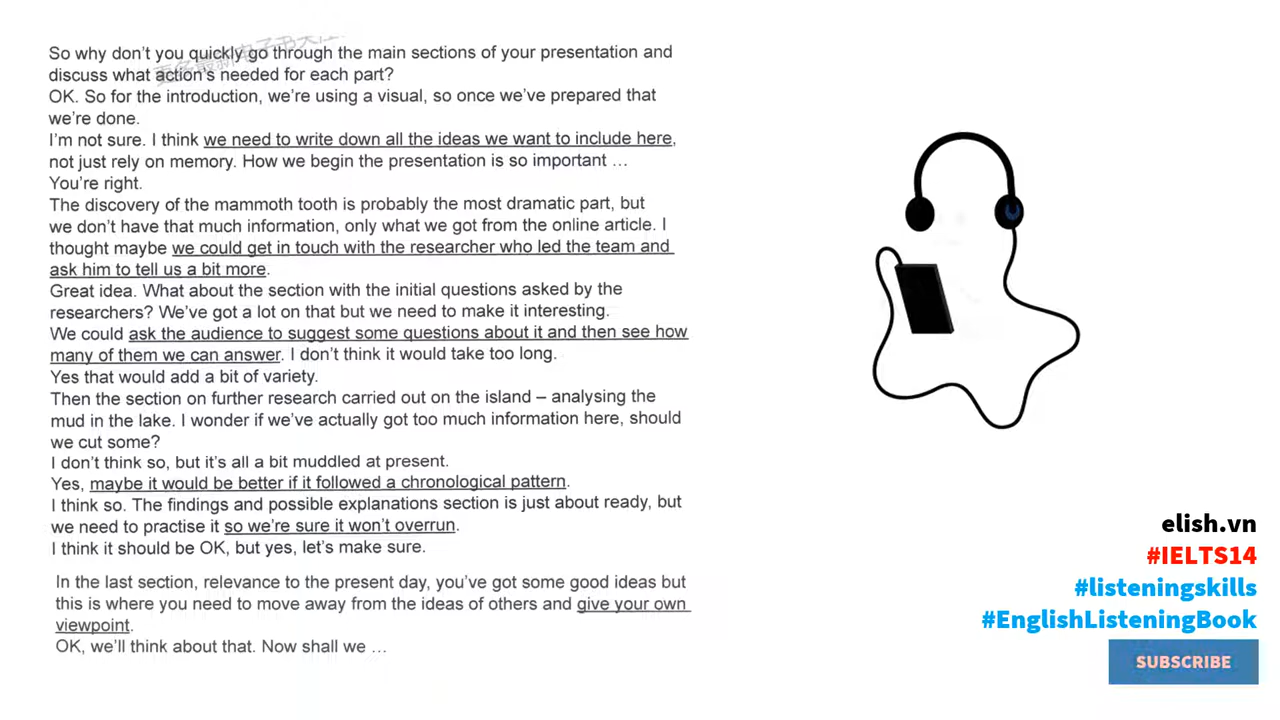 So why don't you quickly go through the main sections of your presentation and
discuss what action's needed for each part?
OK. So for the introduction, we're using a visual, so once we've prepared that
we're done.
I'm not sure. I think we need to write down all the ideas we want to include here,
not just rely on memory. How we begin the presentation is so important …
You're right.
The discovery of the mammoth tooth is probably the most dramatic part, but
we don't have that much information, only what we got from the online article. I
thought maybe we could get in touch with the researcher who led the team and
ask him to tell us a bit more.
Great idea. What about the section with the initial questions asked by the
researchers? We've got a lot on that but we need to make it interesting.
We could ask the audience to suggest some questions about it and then see how
many of them we can answer. I don't think it would take too long.
Yes that would add a bit of variety.
Then the section on further research carried out on the island – analysing the
mud in the lake. I wonder if we've actually got too much information here, should
we cut some?
I don't think so, but it's all a bit muddled at present.
Yes, maybe it would be better if it followed a chronological pattern.
I think so. The findings and possible explanations section is just about ready, but
we need to practise it so we're sure it won't overrun.
I think it should be OK, but yes, let's make sure.
In the last section, relevance to the present day, you've got some good ideas but
this is where you need to move away from the ideas of others and give your own
viewpoint.
OK, we'll think about that. Now shall we …
elish.vn
#IELTS14
#listeningskills
#EnglishListeningBook
SUBSCRIBE